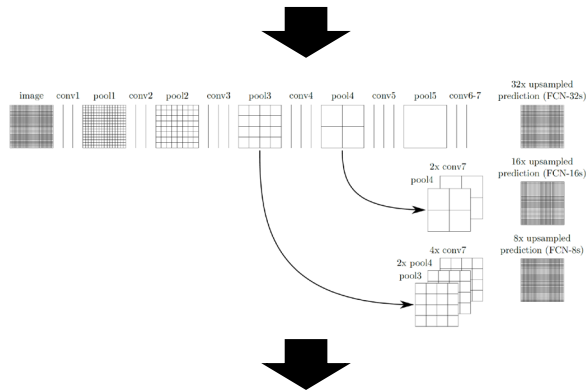 image conv1 pool1 conv2 pool2 conv3 pool3 conv4 pool4 conv5 pool5 conv6-7
32x upsampled
prediction (FCN-32s)
2x conv7
pool4
16x upsampled
prediction (FCN-16s)
4x conv7
2x pool4
pool3
8x upsampled
prediction (FCN-8s)